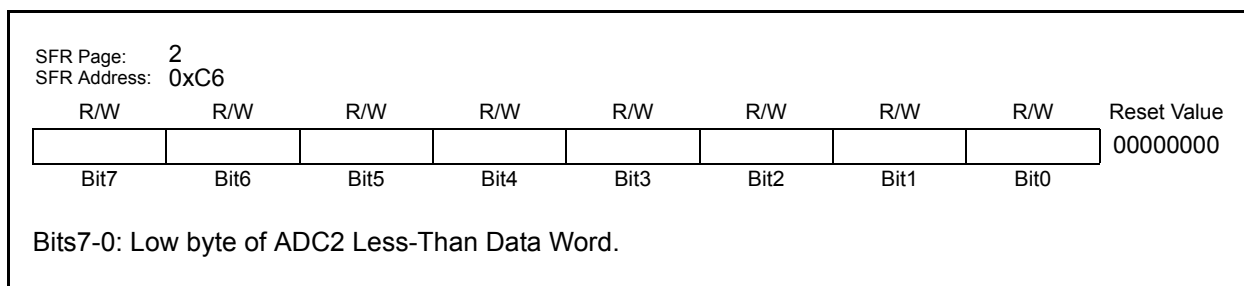 SFR Page: 2
SFR Address: 0xC6
R/W R/W R/W R/W R/W R/W R/W R/W Reset Value
00000000
Bit7 Bit6 Bit5 Bit4 Bit3 Bit2 Bit1 Bit0
Bits7-0: Low byte of ADC2 Less-Than Data Word.